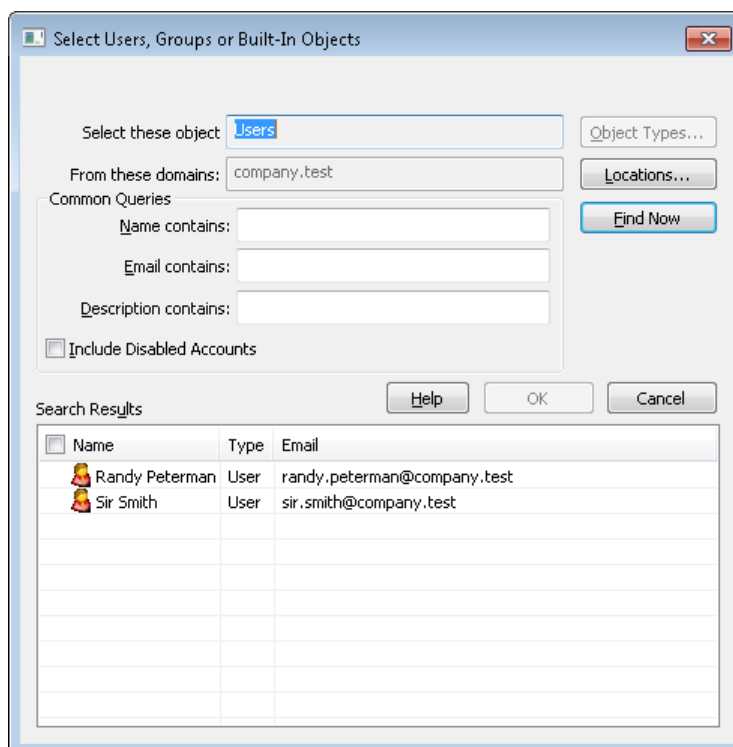 Select Users, Groups or Built-In Objects
Select these object Users Object Types...
From these domains: company.test Locations...
Common Queries
Find Now
Name contains:
Email contains:
Description contains:
Include Disabled Accounts
Help OK Cancel
Search Results
Name Type Email
Randy Peterman User randy.peterman@company.test
Sir Smith User sir.smith@company.test